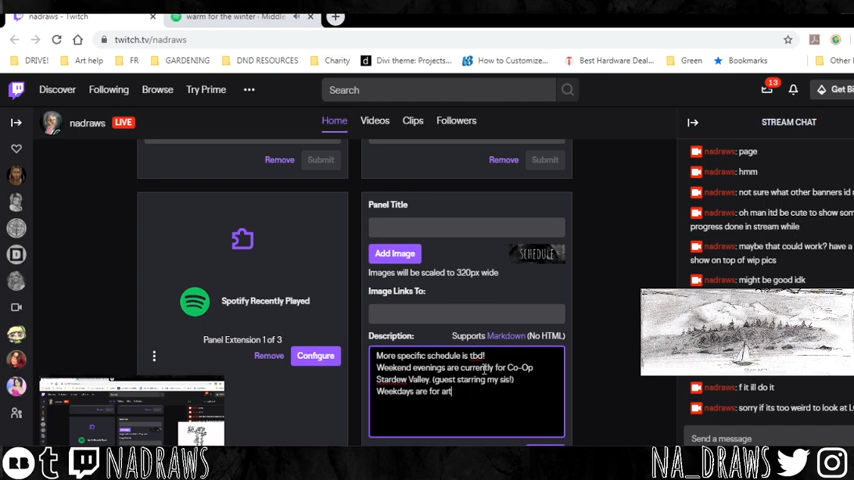 nadraws - Twitch
warm for the winter - Middle
twitch.tv/nadraws
DRIVE!
Art help
FR
GARDENING
DND RESOURCES
Charity
Divi theme: Projects...
How to Customize...
Best Hardware Deal...
Green
Bookmarks
Other
Discover
Following
Browse
Try Prime
Search
13
Get Bi
nadraws
LIVE
Home
Videos
Clips
Followers
STREAM CHAT
Remove
Submit
Remove
Submit
Spotify Recently Played
Panel Extension 1 of 3
Remove
Configure
Panel Title
Add Image
SCHEDULE
Images will be scaled to 320px wide
Image Links To:
Description:
Supports Markdown (No HTML)
More specific schedule is tbd!
Weekend evenings are currently for Co-Op
Stardew Valley. (guest starring my sis!)
Weekdays are for art
nadraws: page
nadraws: hmm
nadraws: not sure what other banners id n
nadraws: oh man itd be cute to show som
progress done in stream while
nadraws: maybe that could work? have a
show on top of wip pics
nadraws: might be good idk
nadraws: f it ill do it
nadraws: sorry if its too weird to look at L
Send a message
NADRAWS
NA_DRAWS